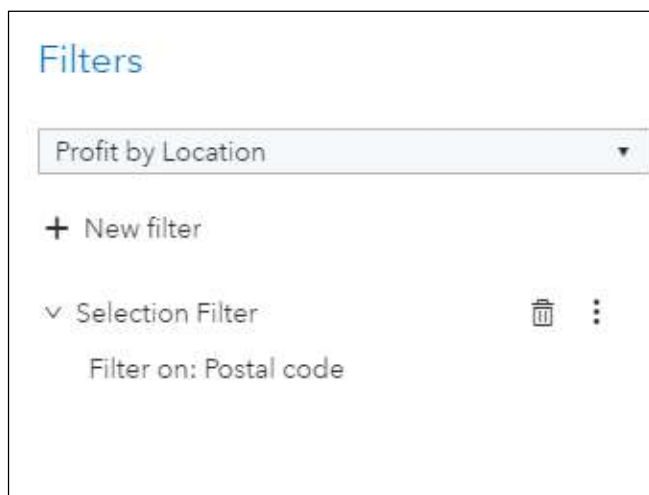 Filters
Profit by Location
New filter
Selection Filter
Filter on: Postal code